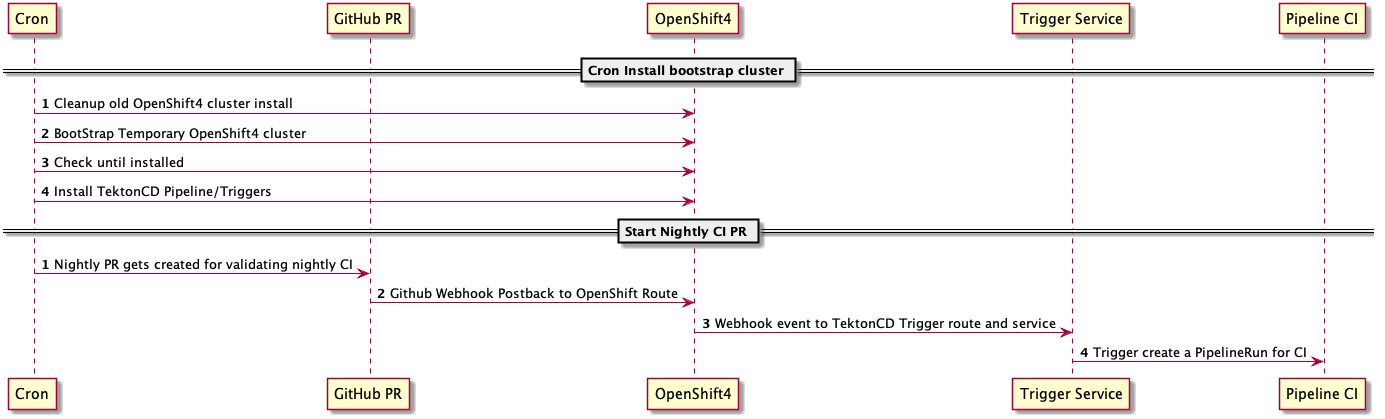 Cron GitHub PR OpenShift4 Trigger Service Pipeline CI
Cron Install bootstrap cluster
1 Cleanup old OpenShift4 cluster install
2 BootStrap Temporary OpenShift4 cluster
3 Check until installed
4 Install TektonCD Pipeline/Triggers
Start Nightly CI PR
1 Nightly PR gets created for validating nightly CI
2 Github Webhook Postback to OpenShift Route
3 Webhook event to TektonCD Trigger route and service
4 Trigger create a PipelineRun for CI
Cron GitHub PR OpenShift4 Trigger Service Pipeline CI